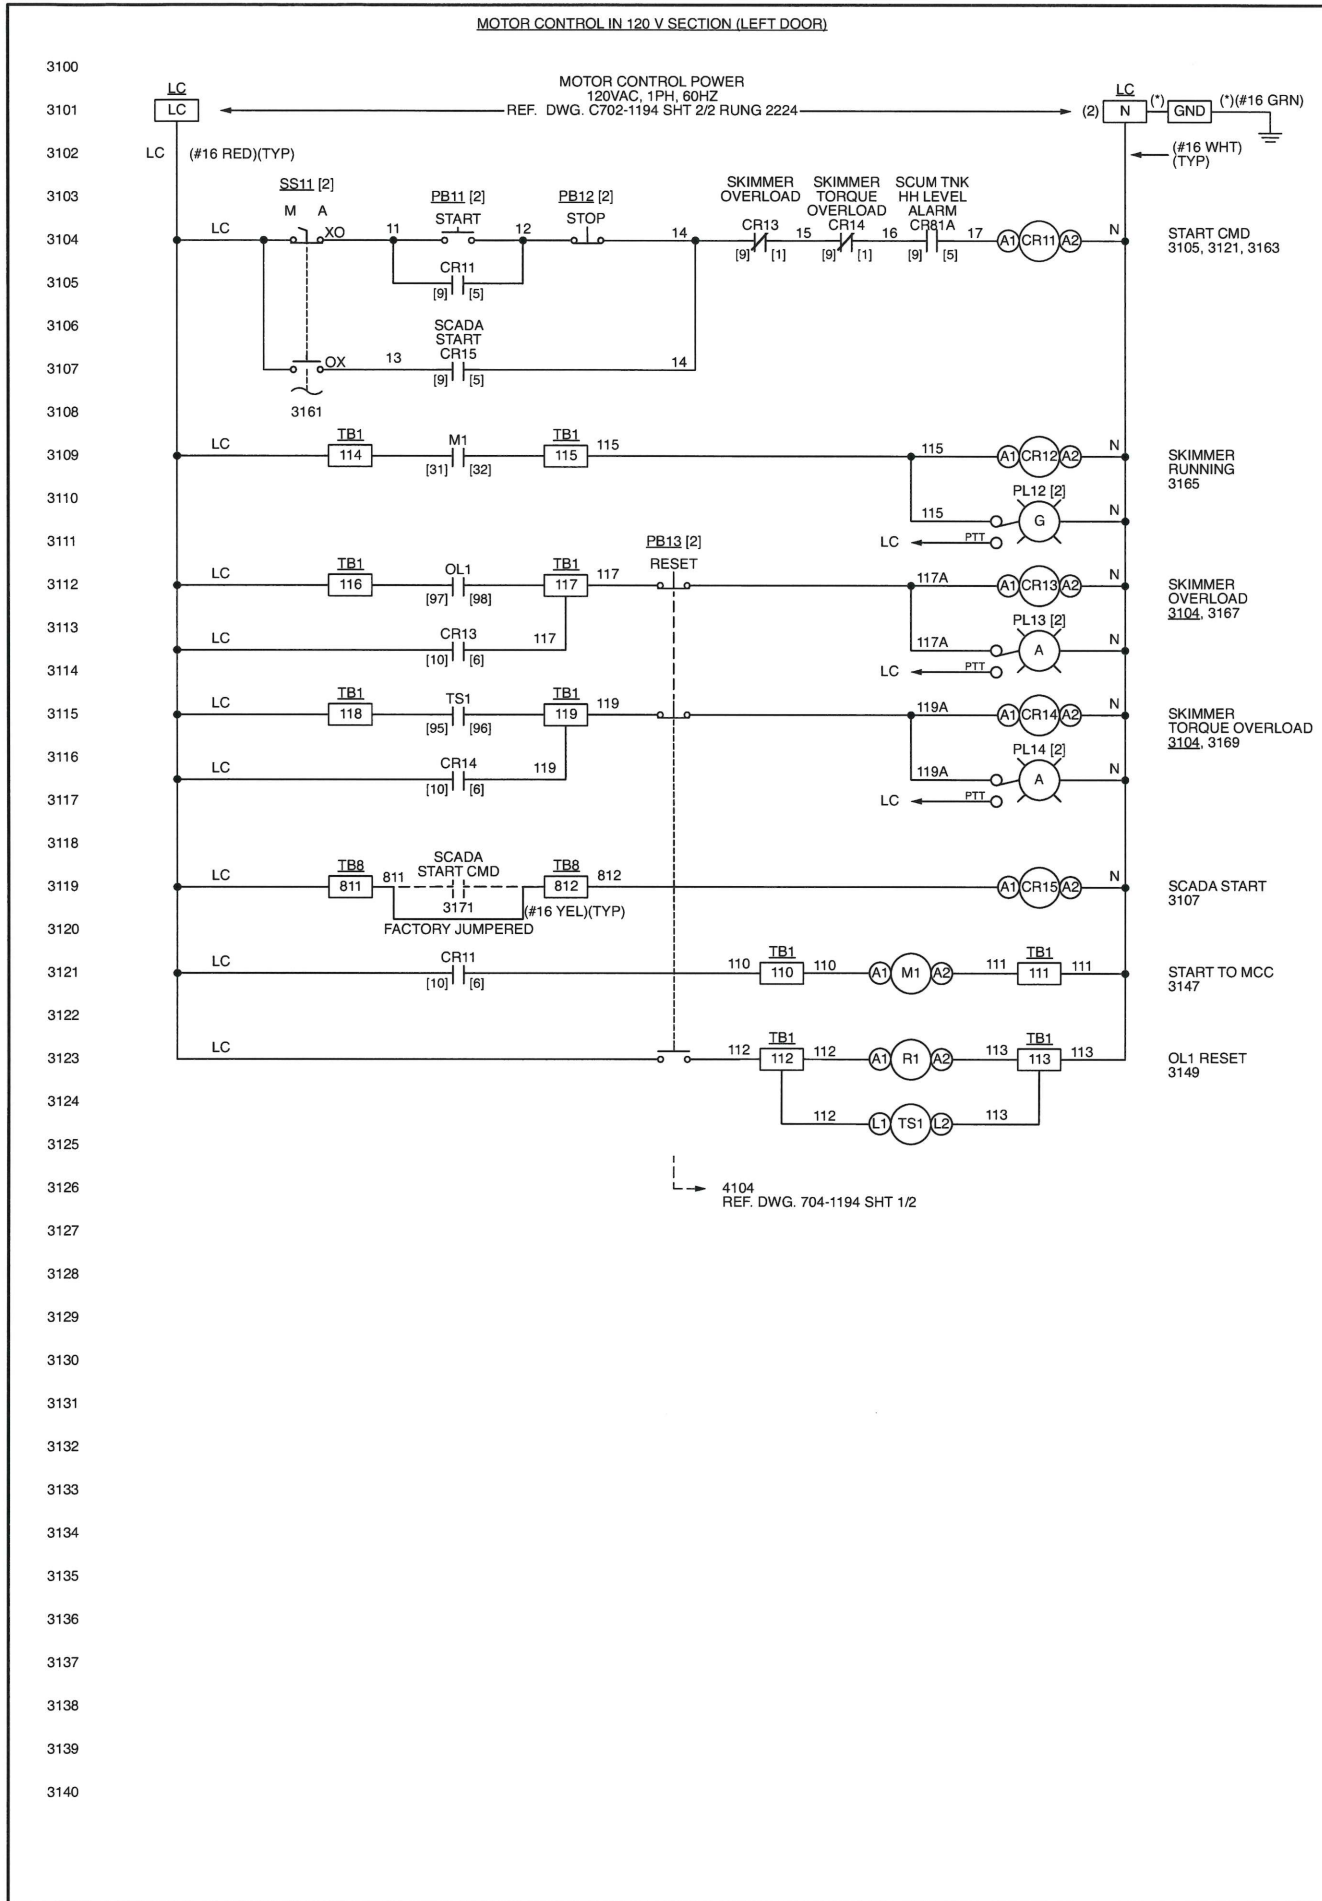 MOTOR CONTROL IN 120 V SECTION (LEFT DOOR)
3100
LC
MOTOR CONTROL POWER
120VAC, 1PH, 60HZ
LC
3101
LC
REF. DWG. C702-1194 SHT 2/2 RUNG 2224
(2)
N
(*)
GND
(*)(#16 GRN)
3102
LC
(#16 RED)(TYP)
(#16 WHT)
(TYP)
3103
SS11 [2]
M A
PB11 [2]
START
PB12 [2]
STOP
SKIMMER
OVERLOAD
CR13
SKIMMER
TORQUE
OVERLOAD
CR14
SCUM TNK
HH LEVEL
ALARM
CR81A
3104
LC
XO
11
12
14
[9] [1]
15
[9] [1]
16
[9] [5]
17
A1 CR11 A2
N
START CMD
3105, 3121, 3163
3105
CR11
[9] [5]
3106
SCADA
START
CR15
3107
OX
13
[9] [5]
14
3108
3161
3109
LC
TB1
114
M1
[31] [32]
TB1
115
115
115
A1 CR12 A2
N
SKIMMER
RUNNING
3165
3110
PL12 [2]
115
G
N
3111
LC
PTT
PB13 [2]
RESET
3112
LC
TB1
116
OL1
[97] [98]
TB1
117
117
117A
A1 CR13 A2
N
SKIMMER
OVERLOAD
3104, 3167
3113
LC
CR13
[10] [6]
117
PL13 [2]
117A
A
N
3114
LC
PTT
3115
LC
TB1
118
TS1
[95] [96]
TB1
119
119
119A
A1 CR14 A2
N
SKIMMER
TORQUE OVERLOAD
3104, 3169
3116
LC
CR14
[10] [6]
119
PL14 [2]
119A
A
N
3117
LC
PTT
3118
3119
LC
TB8
811
811
SCADA
START CMD
3171
TB8
812
812
A1 CR15 A2
N
SCADA START
3107
(#16 YEL)(TYP)
3120
FACTORY JUMPERED
3121
LC
CR11
[10] [6]
110
TB1
110
110
A1 M1 A2
111
TB1
111
111
START TO MCC
3147
3122
3123
LC
112
TB1
112
112
A1 R1 A2
113
TB1
113
113
OL1 RESET
3149
3124
112
L1 TS1 L2
113
3125
3126
4104
REF. DWG. 704-1194 SHT 1/2
3127
3128
3129
3130
3131
3132
3133
3134
3135
3136
3137
3138
3139
3140